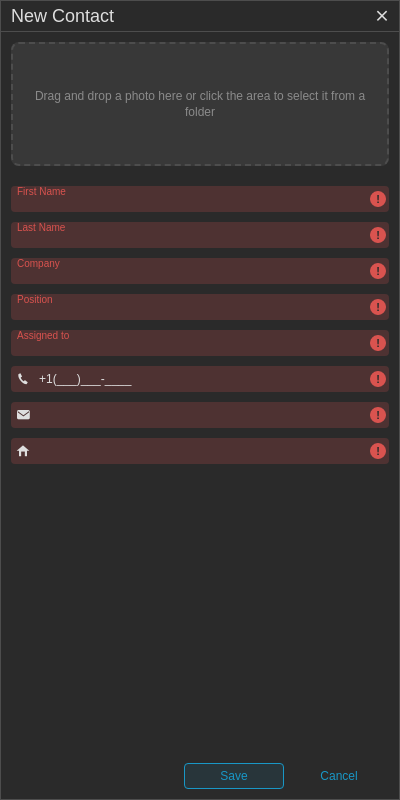 New Contact
Drag and drop a photo here or click the area to select it from a
folder
First Name
Last Name
Company
Position
Assigned to
+1(___)___-____
Save
Cancel